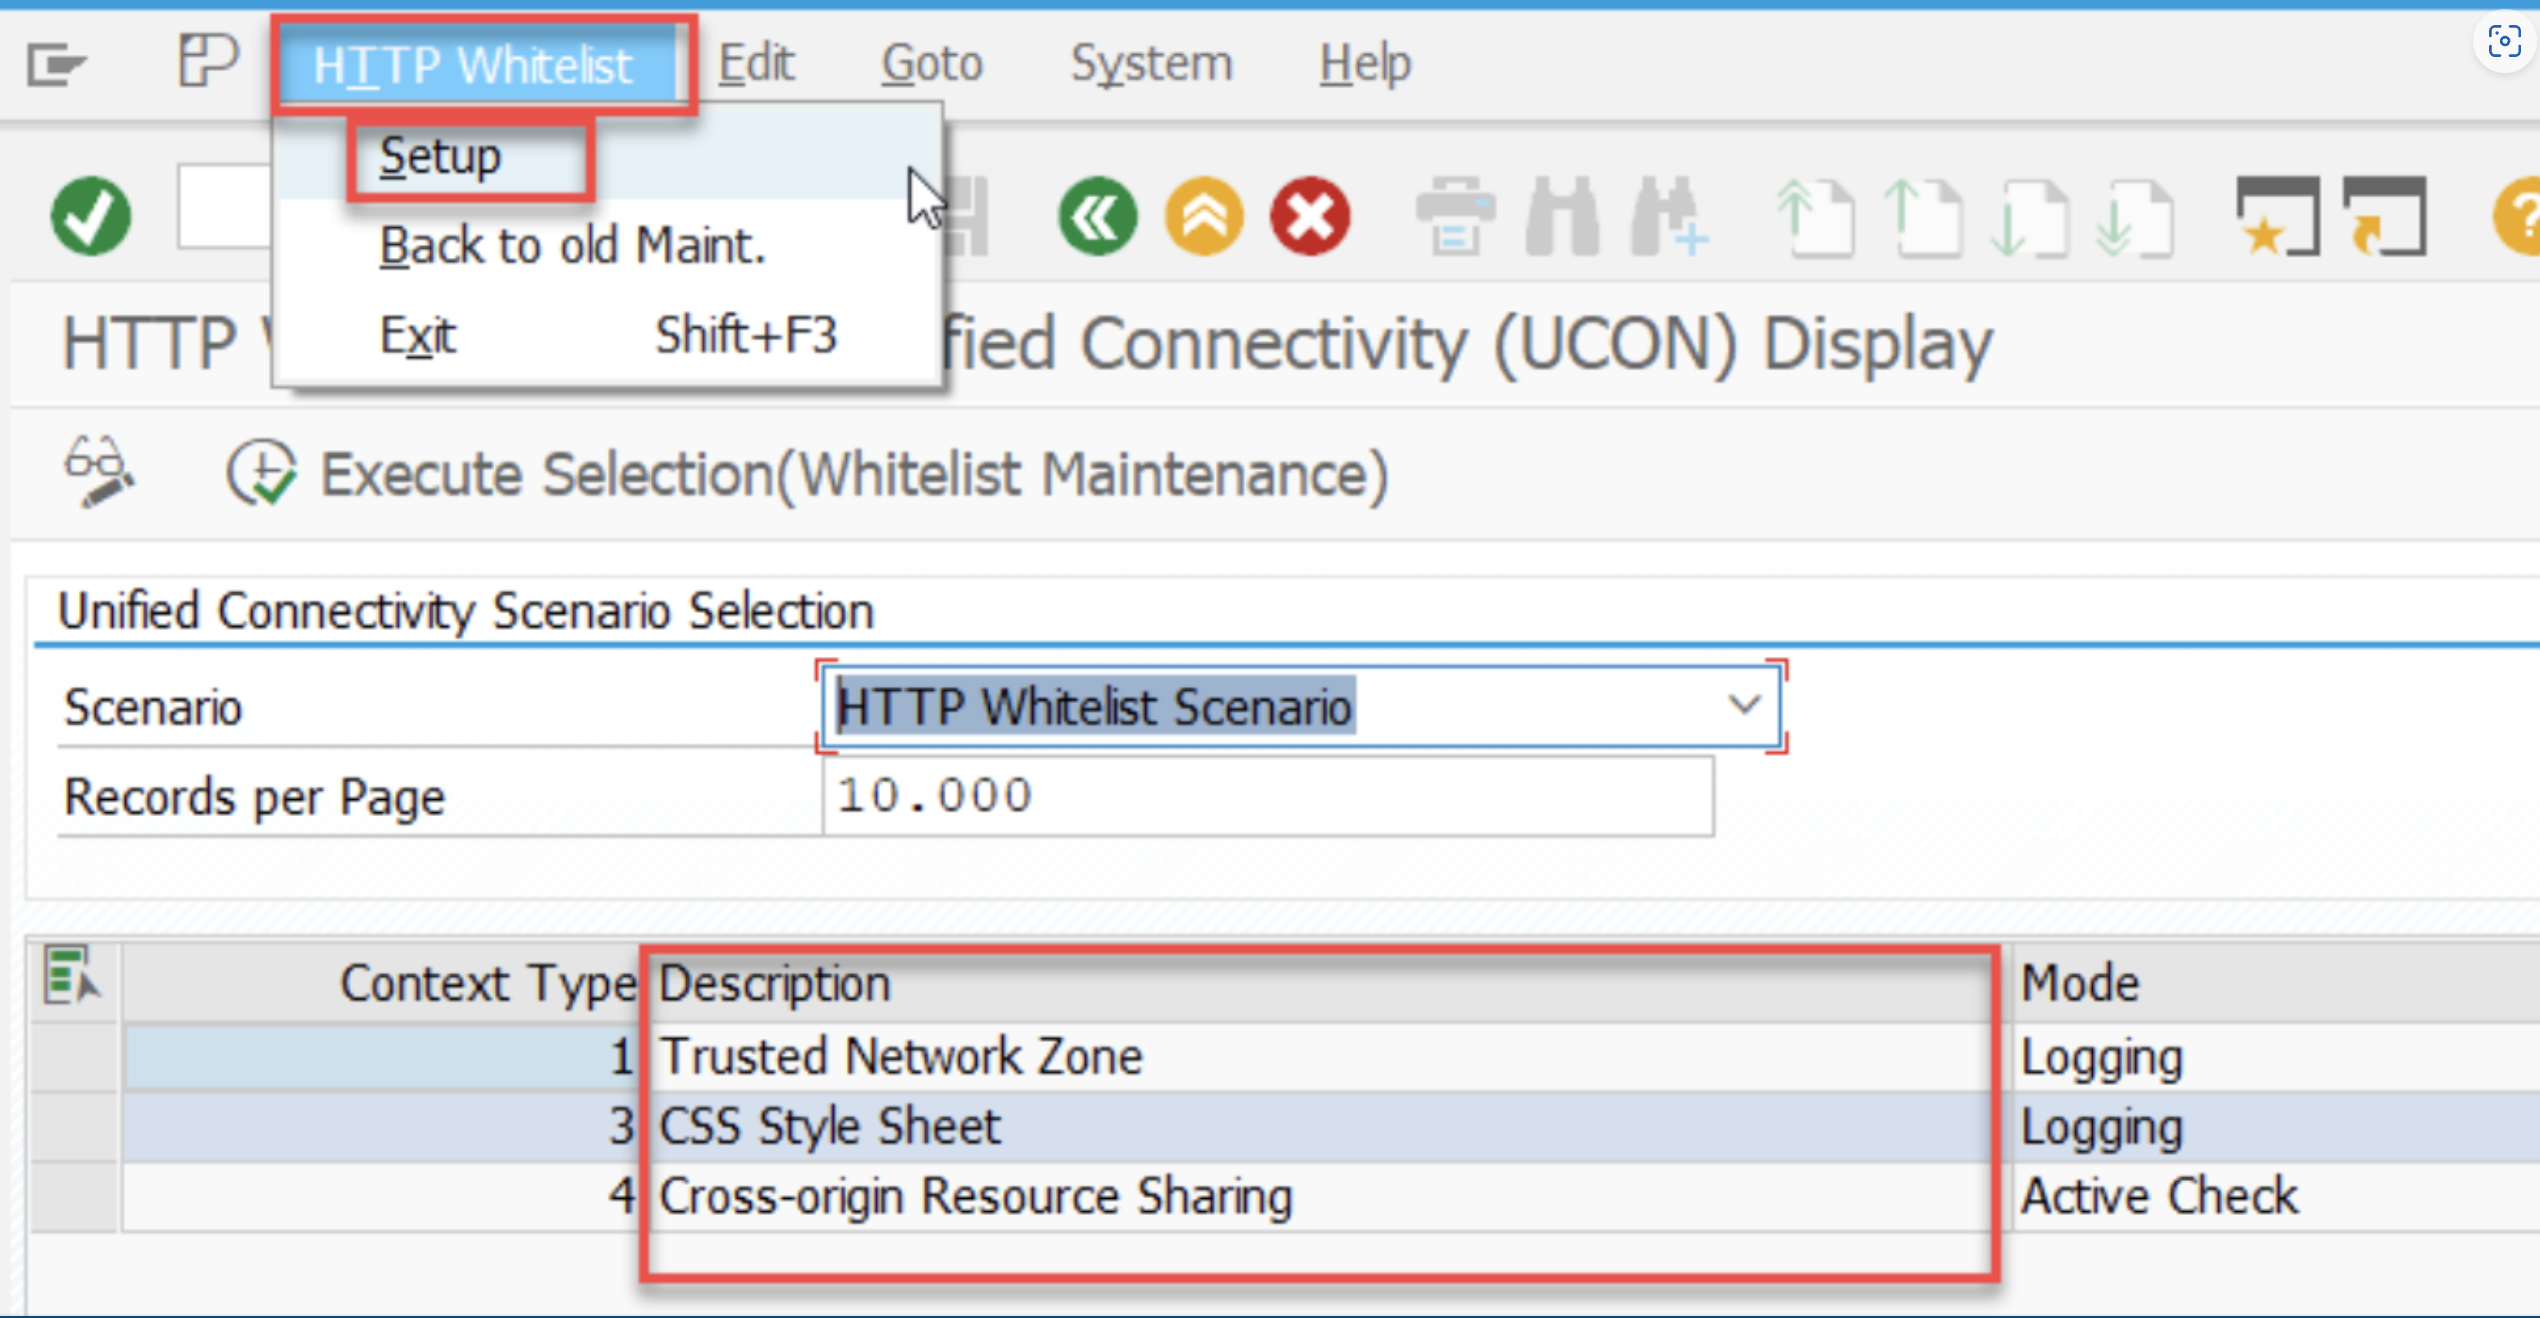 HTTP Whitelist Edit Goto System Help
Setup
Back to old Maint.
Exit Shift+F3
HTTP fied Connectivity (UCON) Display
Execute Selection(Whitelist Maintenance)
Unified Connectivity Scenario Selection
Scenario HTTP Whitelist Scenario
Records per Page 10.000
Context Type Description Mode
1 Trusted Network Zone Logging
3 CSS Style Sheet Logging
4 Cross-origin Resource Sharing Active Check